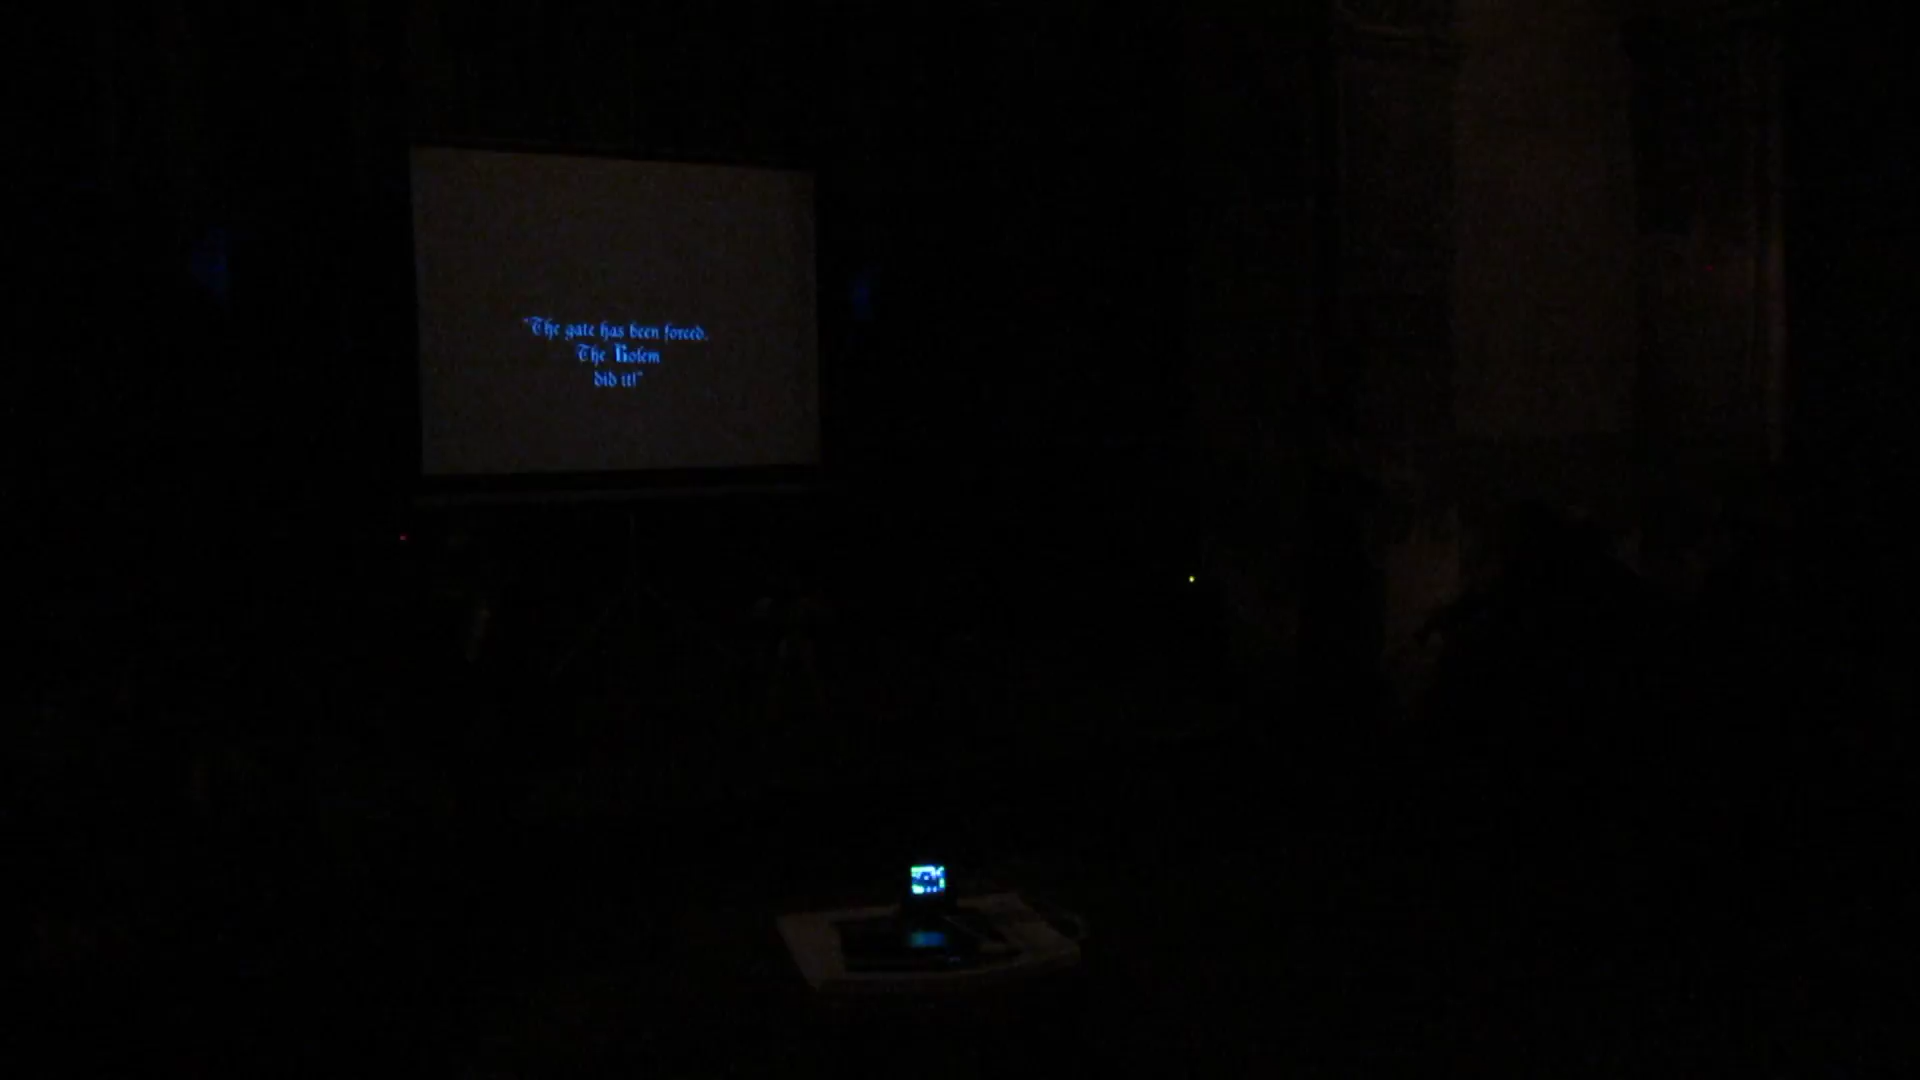 "The gate has been forced.
The Golem
did it!"